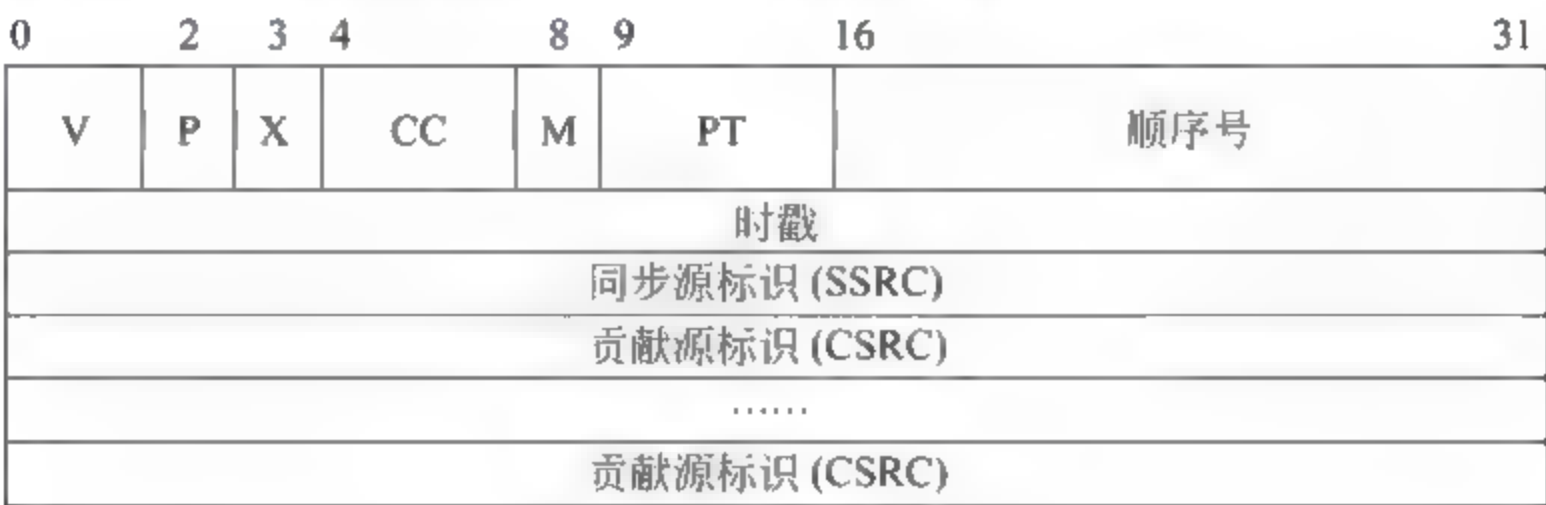 0 2 3 4 8 9 16 31
V P X CC M PT 顺序号
时戳
同步源标识 (SSRC)
贡献源标识 (CSRC)
......
贡献源标识 (CSRC)